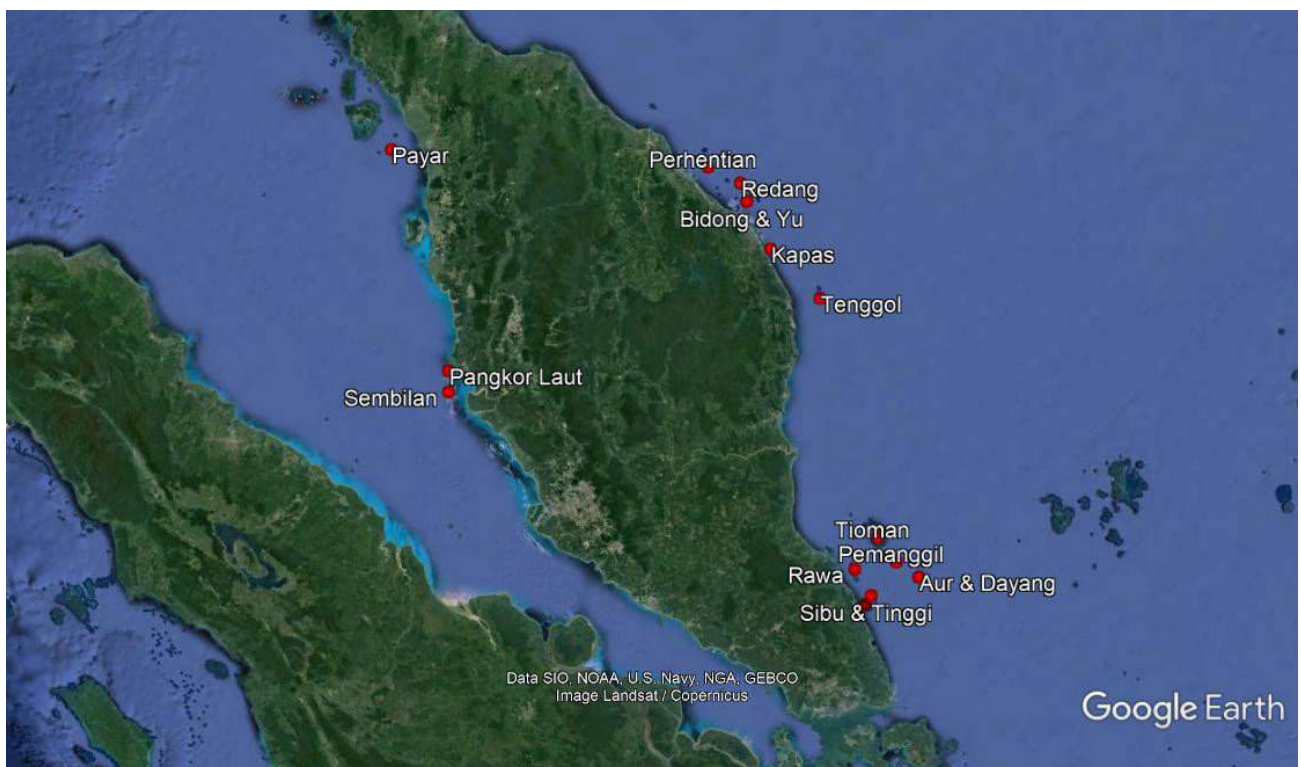 Payar
Perhentian
Redang
Bidong & Yu
Kapas
Tenggol
Pangkor Laut
Sembilan
Tioman
Pemanggil
Rawa
Aur & Dayang
Sibu & Tinggi
Data SIO, NOAA, U.S. Navy, NGA, GEBCO
Image Landsat / Copernicus
Google Earth